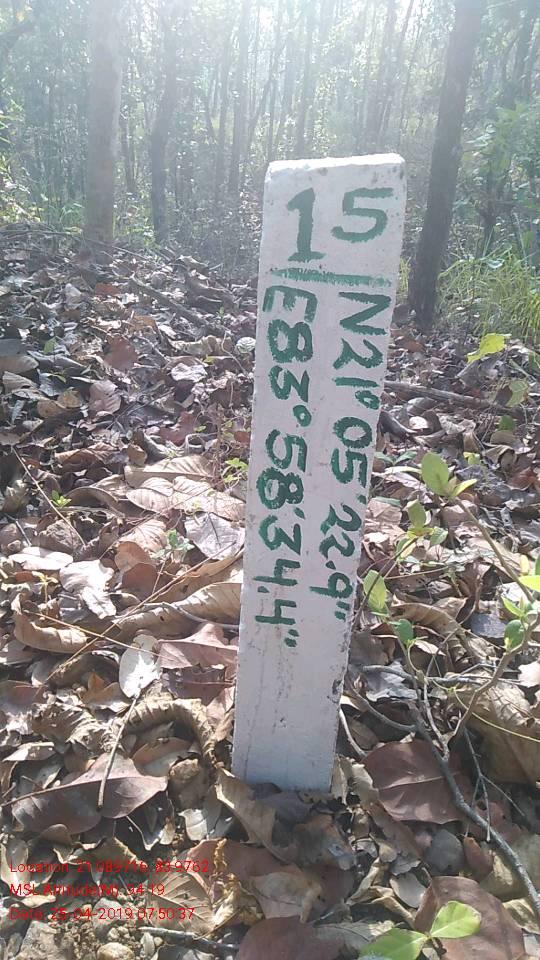 15
N21°05'22.9"
E83°58'34.4"
Location: 21.089716, 83.9762
MSL Altitude(M): 34.19
Date: 25-04-2019 07:50:37